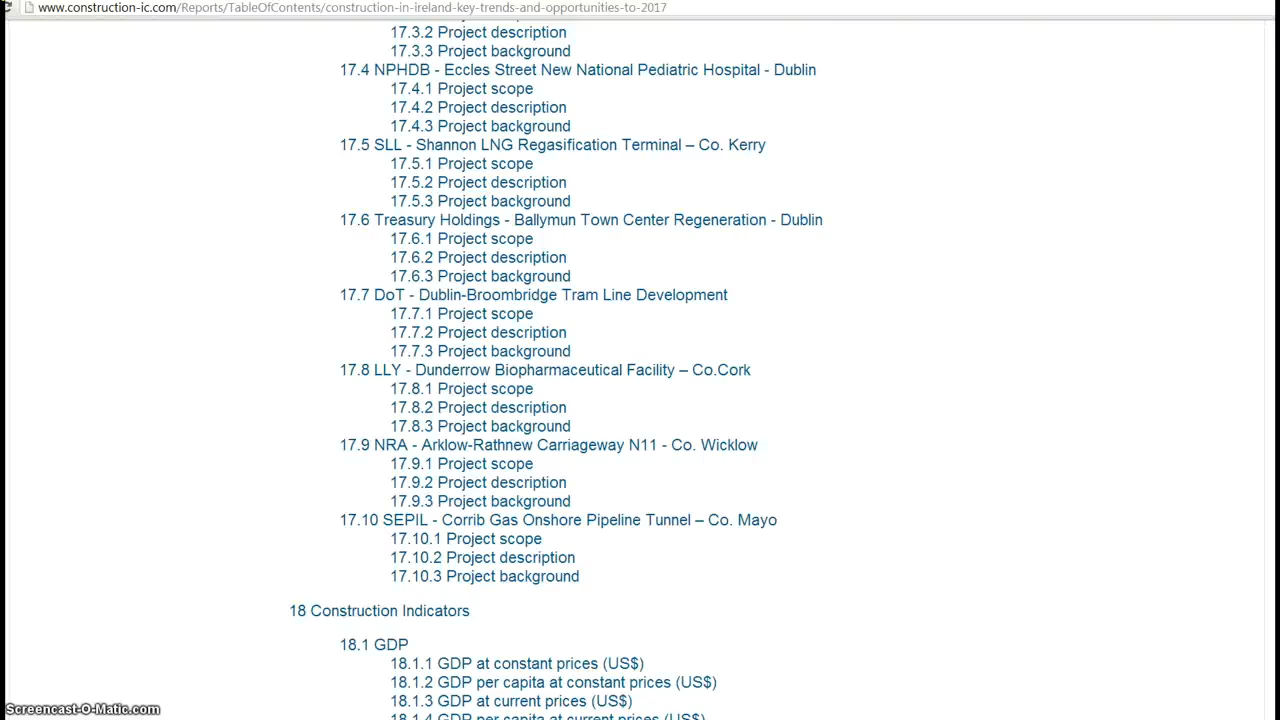 www.construction-ic.com/Reports/TableOfContents/construction-in-ireland-key-trends-and-opportunities-to-2017
17.3.2 Project description
17.3.3 Project background
17.4 NPHDB - Eccles Street New National Pediatric Hospital - Dublin
17.4.1 Project scope
17.4.2 Project description
17.4.3 Project background
17.5 SLL - Shannon LNG Regasification Terminal – Co. Kerry
17.5.1 Project scope
17.5.2 Project description
17.5.3 Project background
17.6 Treasury Holdings - Ballymun Town Center Regeneration - Dublin
17.6.1 Project scope
17.6.2 Project description
17.6.3 Project background
17.7 DoT - Dublin-Broombridge Tram Line Development
17.7.1 Project scope
17.7.2 Project description
17.7.3 Project background
17.8 LLY - Dunderrow Biopharmaceutical Facility – Co.Cork
17.8.1 Project scope
17.8.2 Project description
17.8.3 Project background
17.9 NRA - Arklow-Rathnew Carriageway N11 - Co. Wicklow
17.9.1 Project scope
17.9.2 Project description
17.9.3 Project background
17.10 SEPIL - Corrib Gas Onshore Pipeline Tunnel – Co. Mayo
17.10.1 Project scope
17.10.2 Project description
17.10.3 Project background
18 Construction Indicators
18.1 GDP
18.1.1 GDP at constant prices (US$)
18.1.2 GDP per capita at constant prices (US$)
18.1.3 GDP at current prices (US$)
18.1.4 GDP per capita at current prices (US$)
Screencast-O-Matic.com